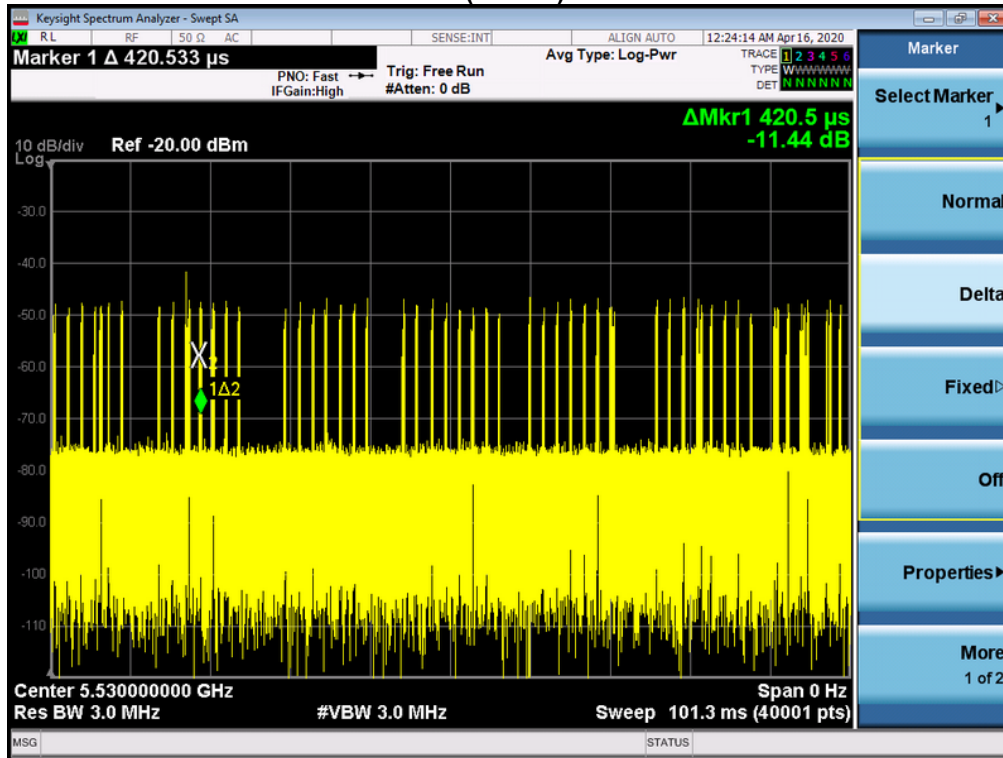 Keysight Spectrum Analyzer - Swept SA
LXI RL RF 50 Ω AC SENSE:INT ALIGN AUTO 12:24:14 AM Apr 16, 2020
Marker 1 Δ 420.533 µs
PNO: Fast
IFGain:High
Trig: Free Run
#Atten: 0 dB
Avg Type: Log-Pwr
TRACE 1 2 3 4 5 6
TYPE WWWWWW
DET N N N N N N
ΔMkr1 420.5 µs
-11.44 dB
10 dB/div Ref -20.00 dBm
Log
-30.0
-40.0
-50.0
-60.0
-70.0
-80.0
-90.0
-100
-110
X2
1Δ2
Center 5.530000000 GHz Span 0 Hz
Res BW 3.0 MHz #VBW 3.0 MHz Sweep 101.3 ms (40001 pts)
MSG STATUS
Marker
Select Marker
1
Normal
Delta
Fixed
Off
Properties
More
1 of 2